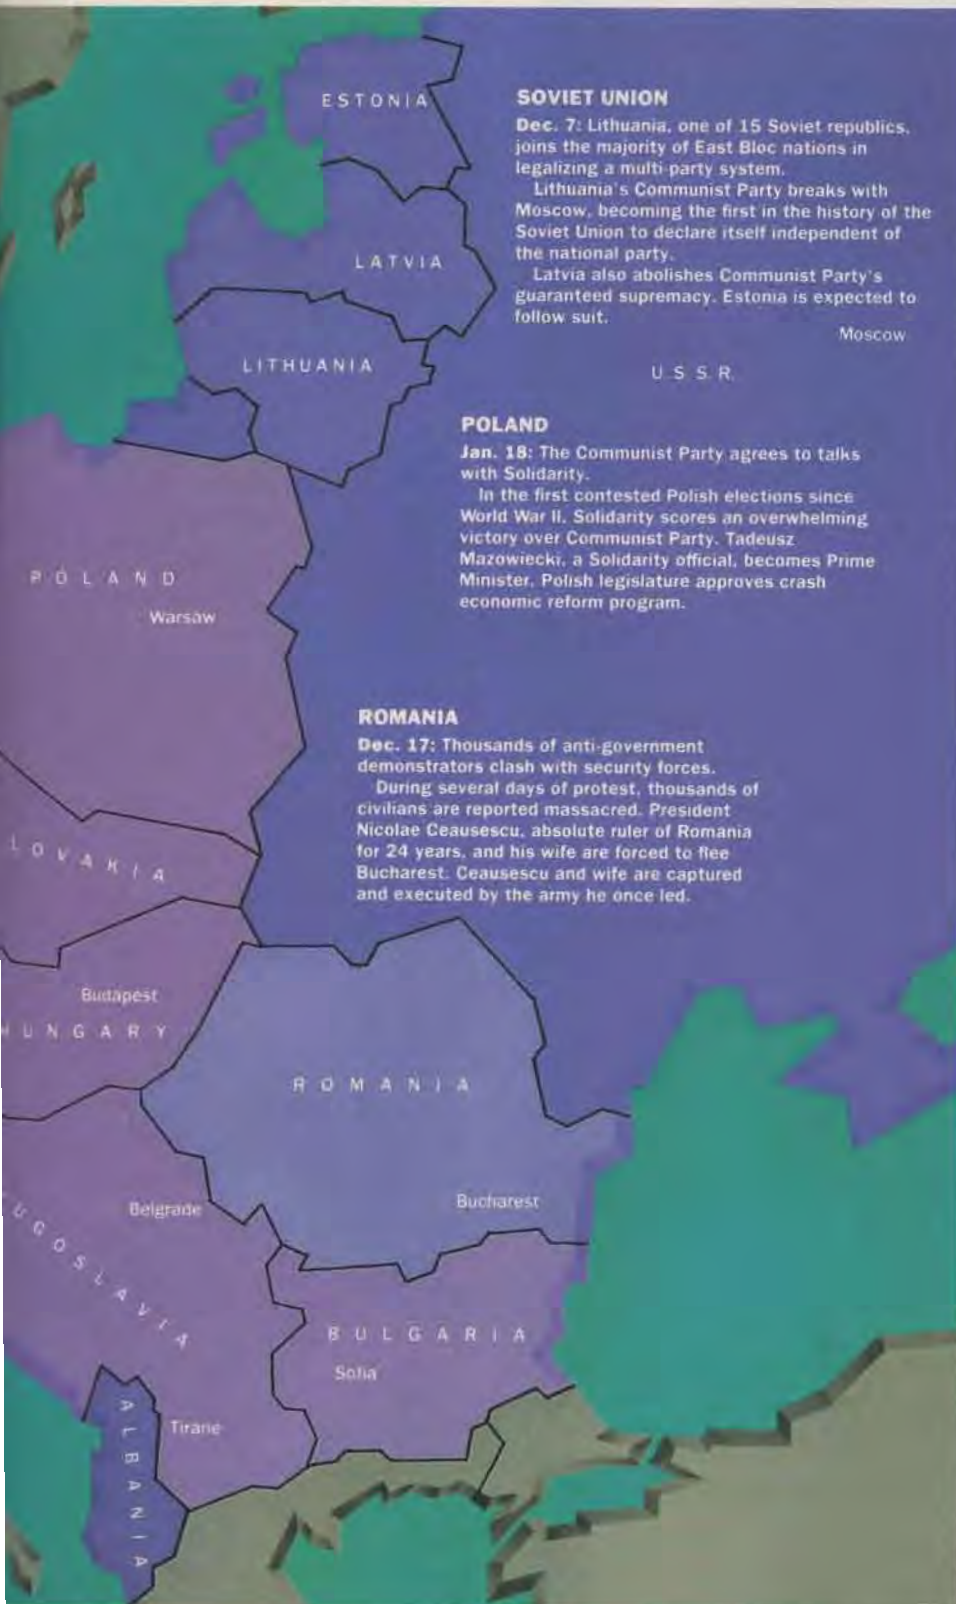 ESTONIA
SOVIET UNION
Dec. 7: Lithuania, one of 15 Soviet republics,
joins the majority of East Bloc nations in
legalizing a multi-party system.
Lithuania's Communist Party breaks with
Moscow, becoming the first in the history of the
Soviet Union to declare itself independent of
the national party.
Latvia also abolishes Communist Party's
guaranteed supremacy. Estonia is expected to
follow suit.
LATVIA
Moscow
LITHUANIA
U.S.S.R.
POLAND
Jan. 18: The Communist Party agrees to talks
with Solidarity.
In the first contested Polish elections since
World War II, Solidarity scores an overwhelming
victory over Communist Party. Tadeusz
Mazowiecki, a Solidarity official, becomes Prime
Minister. Polish legislature approves crash
economic reform program.
POLAND
Warsaw
ROMANIA
Dec. 17: Thousands of anti-government
demonstrators clash with security forces.
During several days of protest, thousands of
civilians are reported massacred. President
Nicolae Ceausescu, absolute ruler of Romania
for 24 years, and his wife are forced to flee
Bucharest. Ceausescu and wife are captured
and executed by the army he once led.
LOVAKIA
Budapest
HUNGARY
ROMANIA
Belgrade
Bucharest
UGOSLAVIA
BULGARIA
Sofia
ALBANIA
Tirane